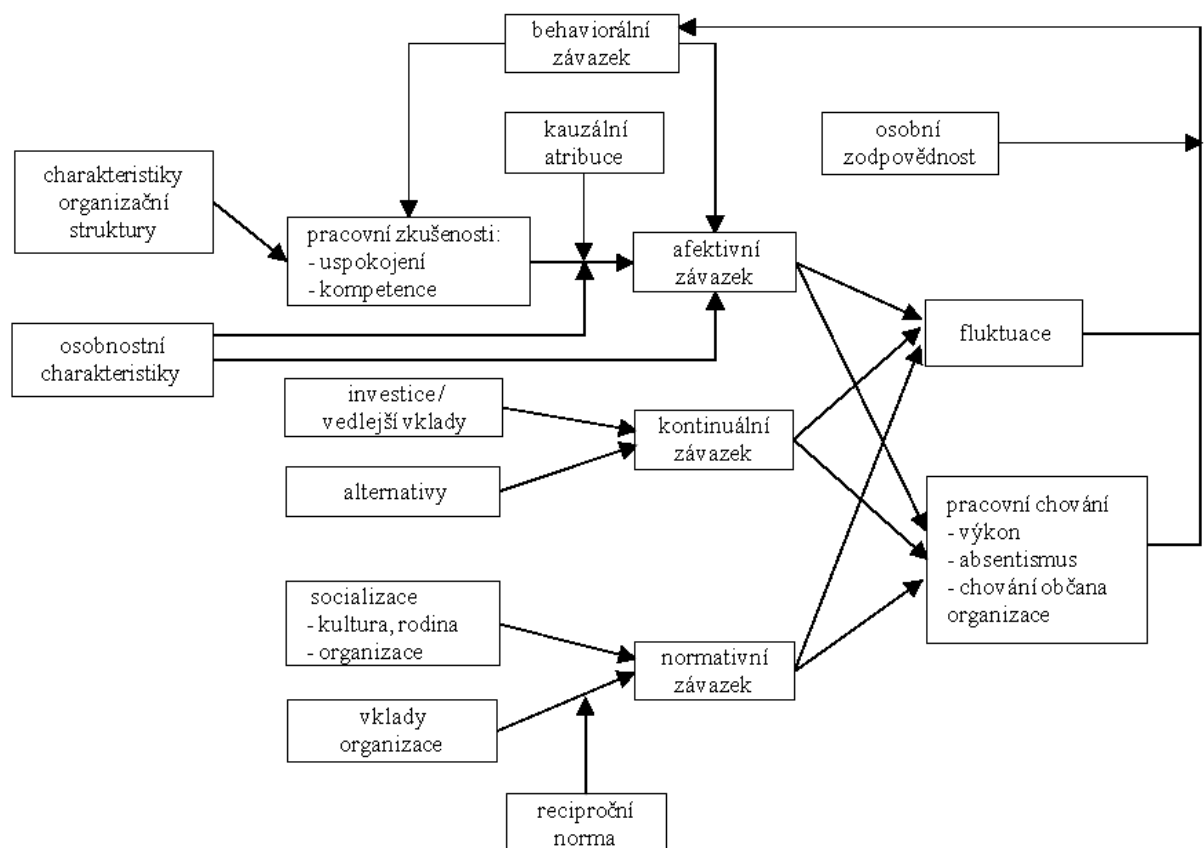 behaviorální
závazek
kauzální
atribuce
osobní
zodpovědnost
charakteristiky
organizační
struktury
pracovní zkušenosti:
- uspokojení
- kompetence
afektivní
závazek
osobnostní
charakteristiky
fluktuace
investice/
vedlejší vklady
kontinuální
závazek
alternativy
pracovní chování
- výkon
- absentismus
- chování občana
organizace
socializace
- kultura, rodina
- organizace
normativní
závazek
vklady
organizace
reciproční
norma